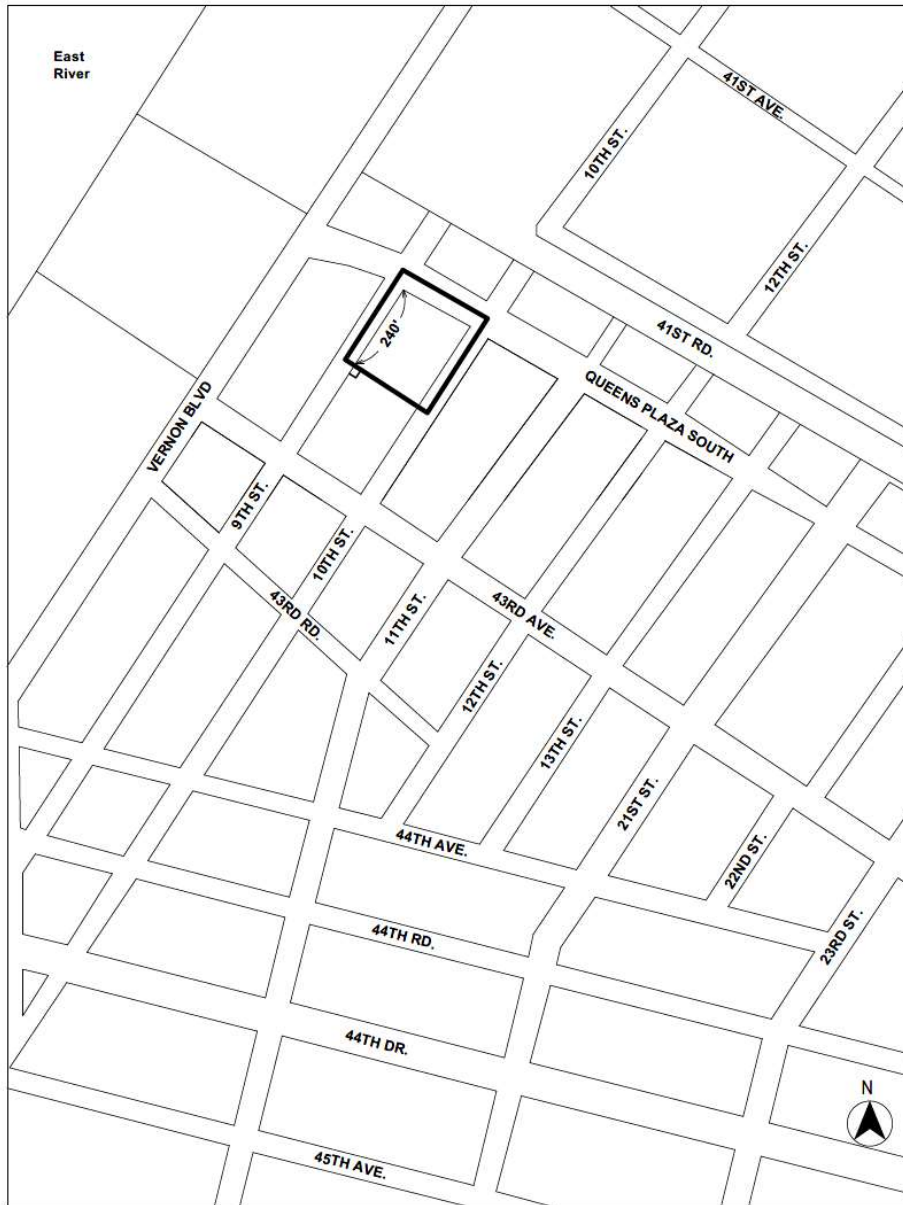 East
River
41ST AVE.
10TH ST.
12TH ST.
41ST RD.
240'
QUEENS PLAZA SOUTH
VERNON BLVD
9TH ST.
10TH ST.
43RD RD.
11TH ST.
43RD AVE.
12TH ST.
13TH ST.
21ST ST.
44TH AVE.
22ND ST.
23RD ST.
44TH RD.
44TH DR.
N
45TH AVE.